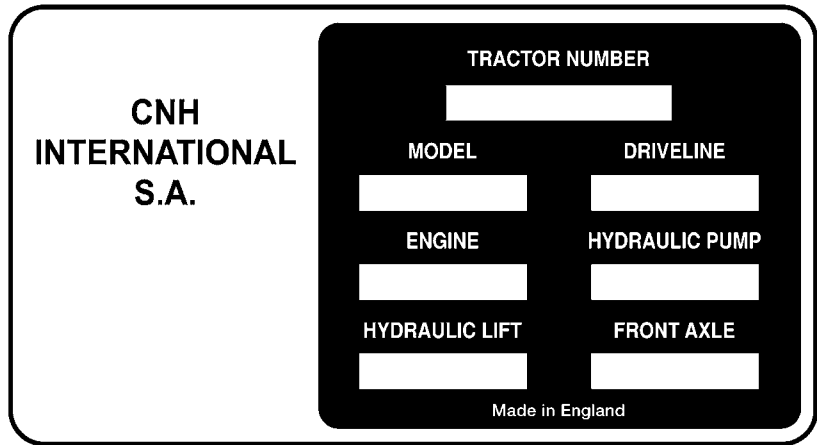 CNH
INTERNATIONAL
S.A.
TRACTOR NUMBER
MODEL DRIVELINE
ENGINE HYDRAULIC PUMP
HYDRAULIC LIFT FRONT AXLE
Made in England